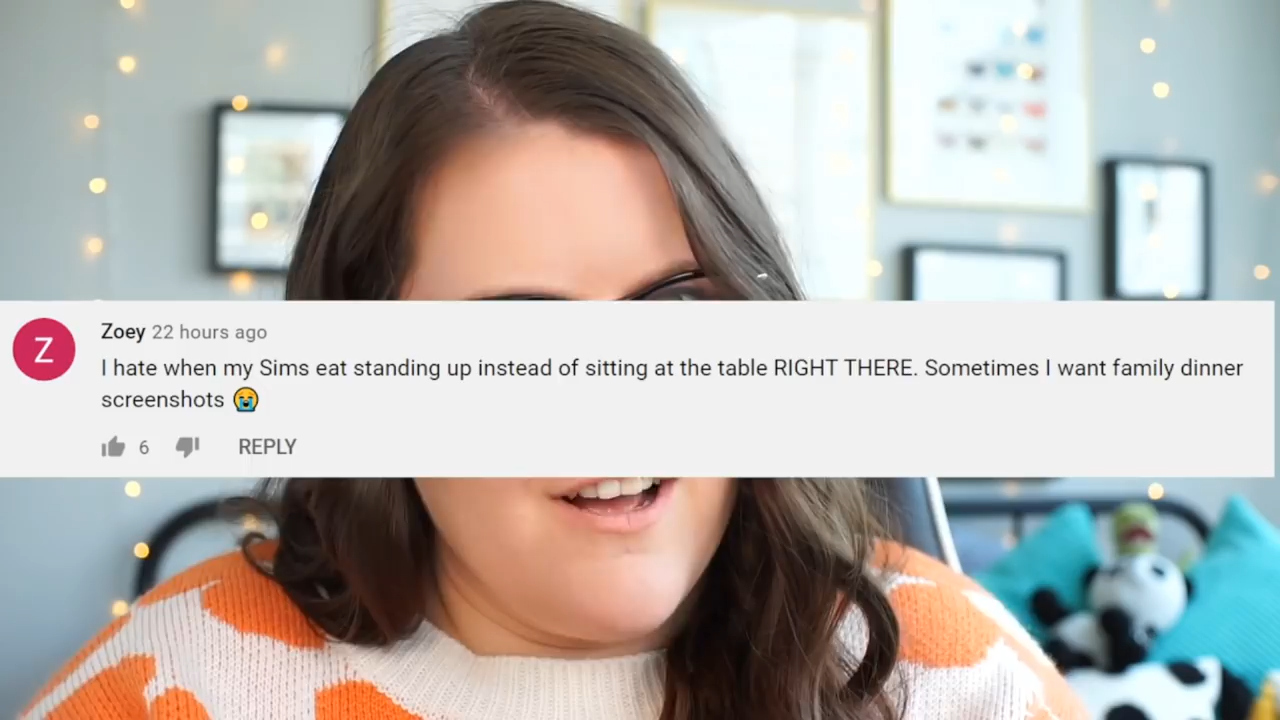 Z
Zoey 22 hours ago
I hate when my Sims eat standing up instead of sitting at the table RIGHT THERE. Sometimes I want family dinner
screenshots 😭
6 REPLY